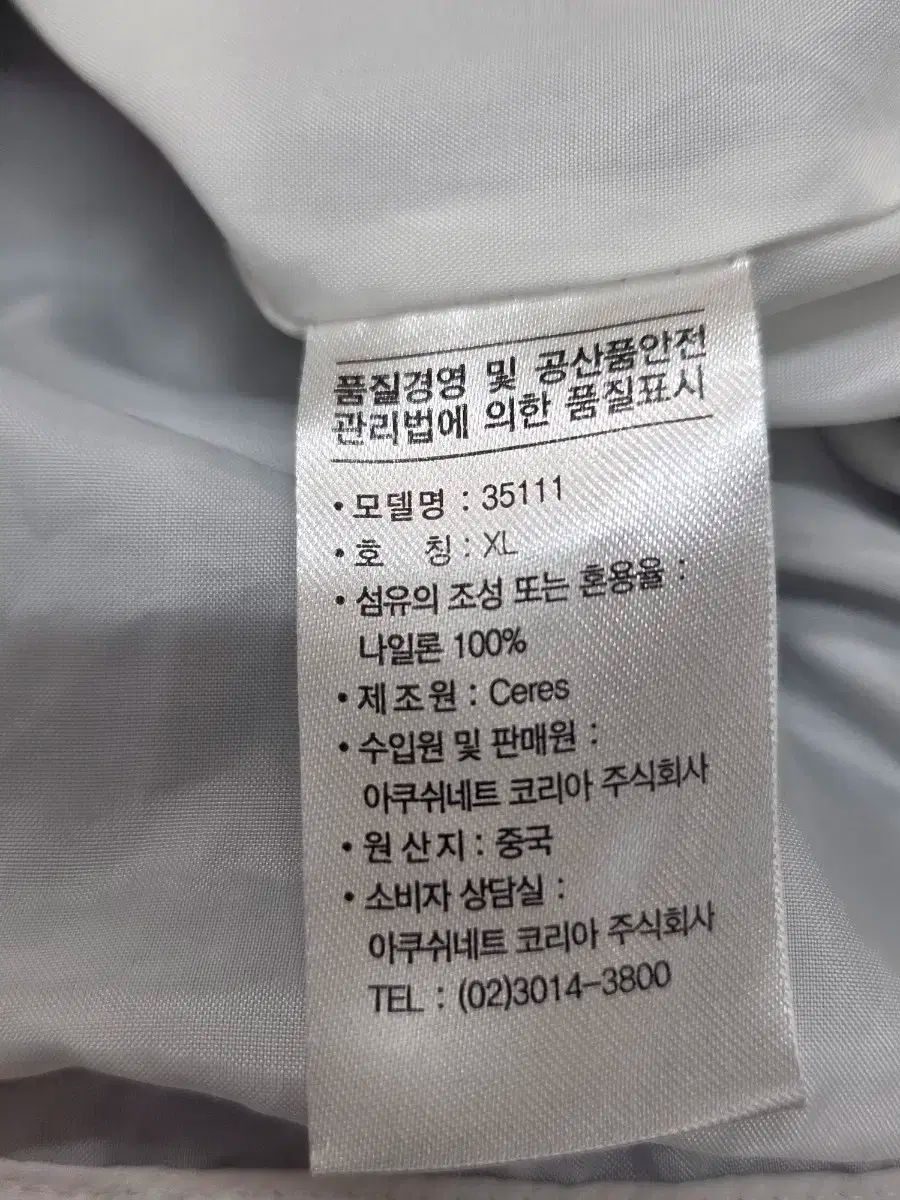 품질경영 및 공산품안전
관리법에 의한 품질표시
• 모델명 : 35111
• 호 칭 : XL
• 섬유의 조성 또는 혼용율 :
나일론 100%
• 제조원 : Ceres
• 수입원 및 판매원 :
아쿠쉬네트 코리아 주식회사
• 원산지 : 중국
• 소비자 상담실 :
아쿠쉬네트 코리아 주식회사
TEL : (02)3014-3800